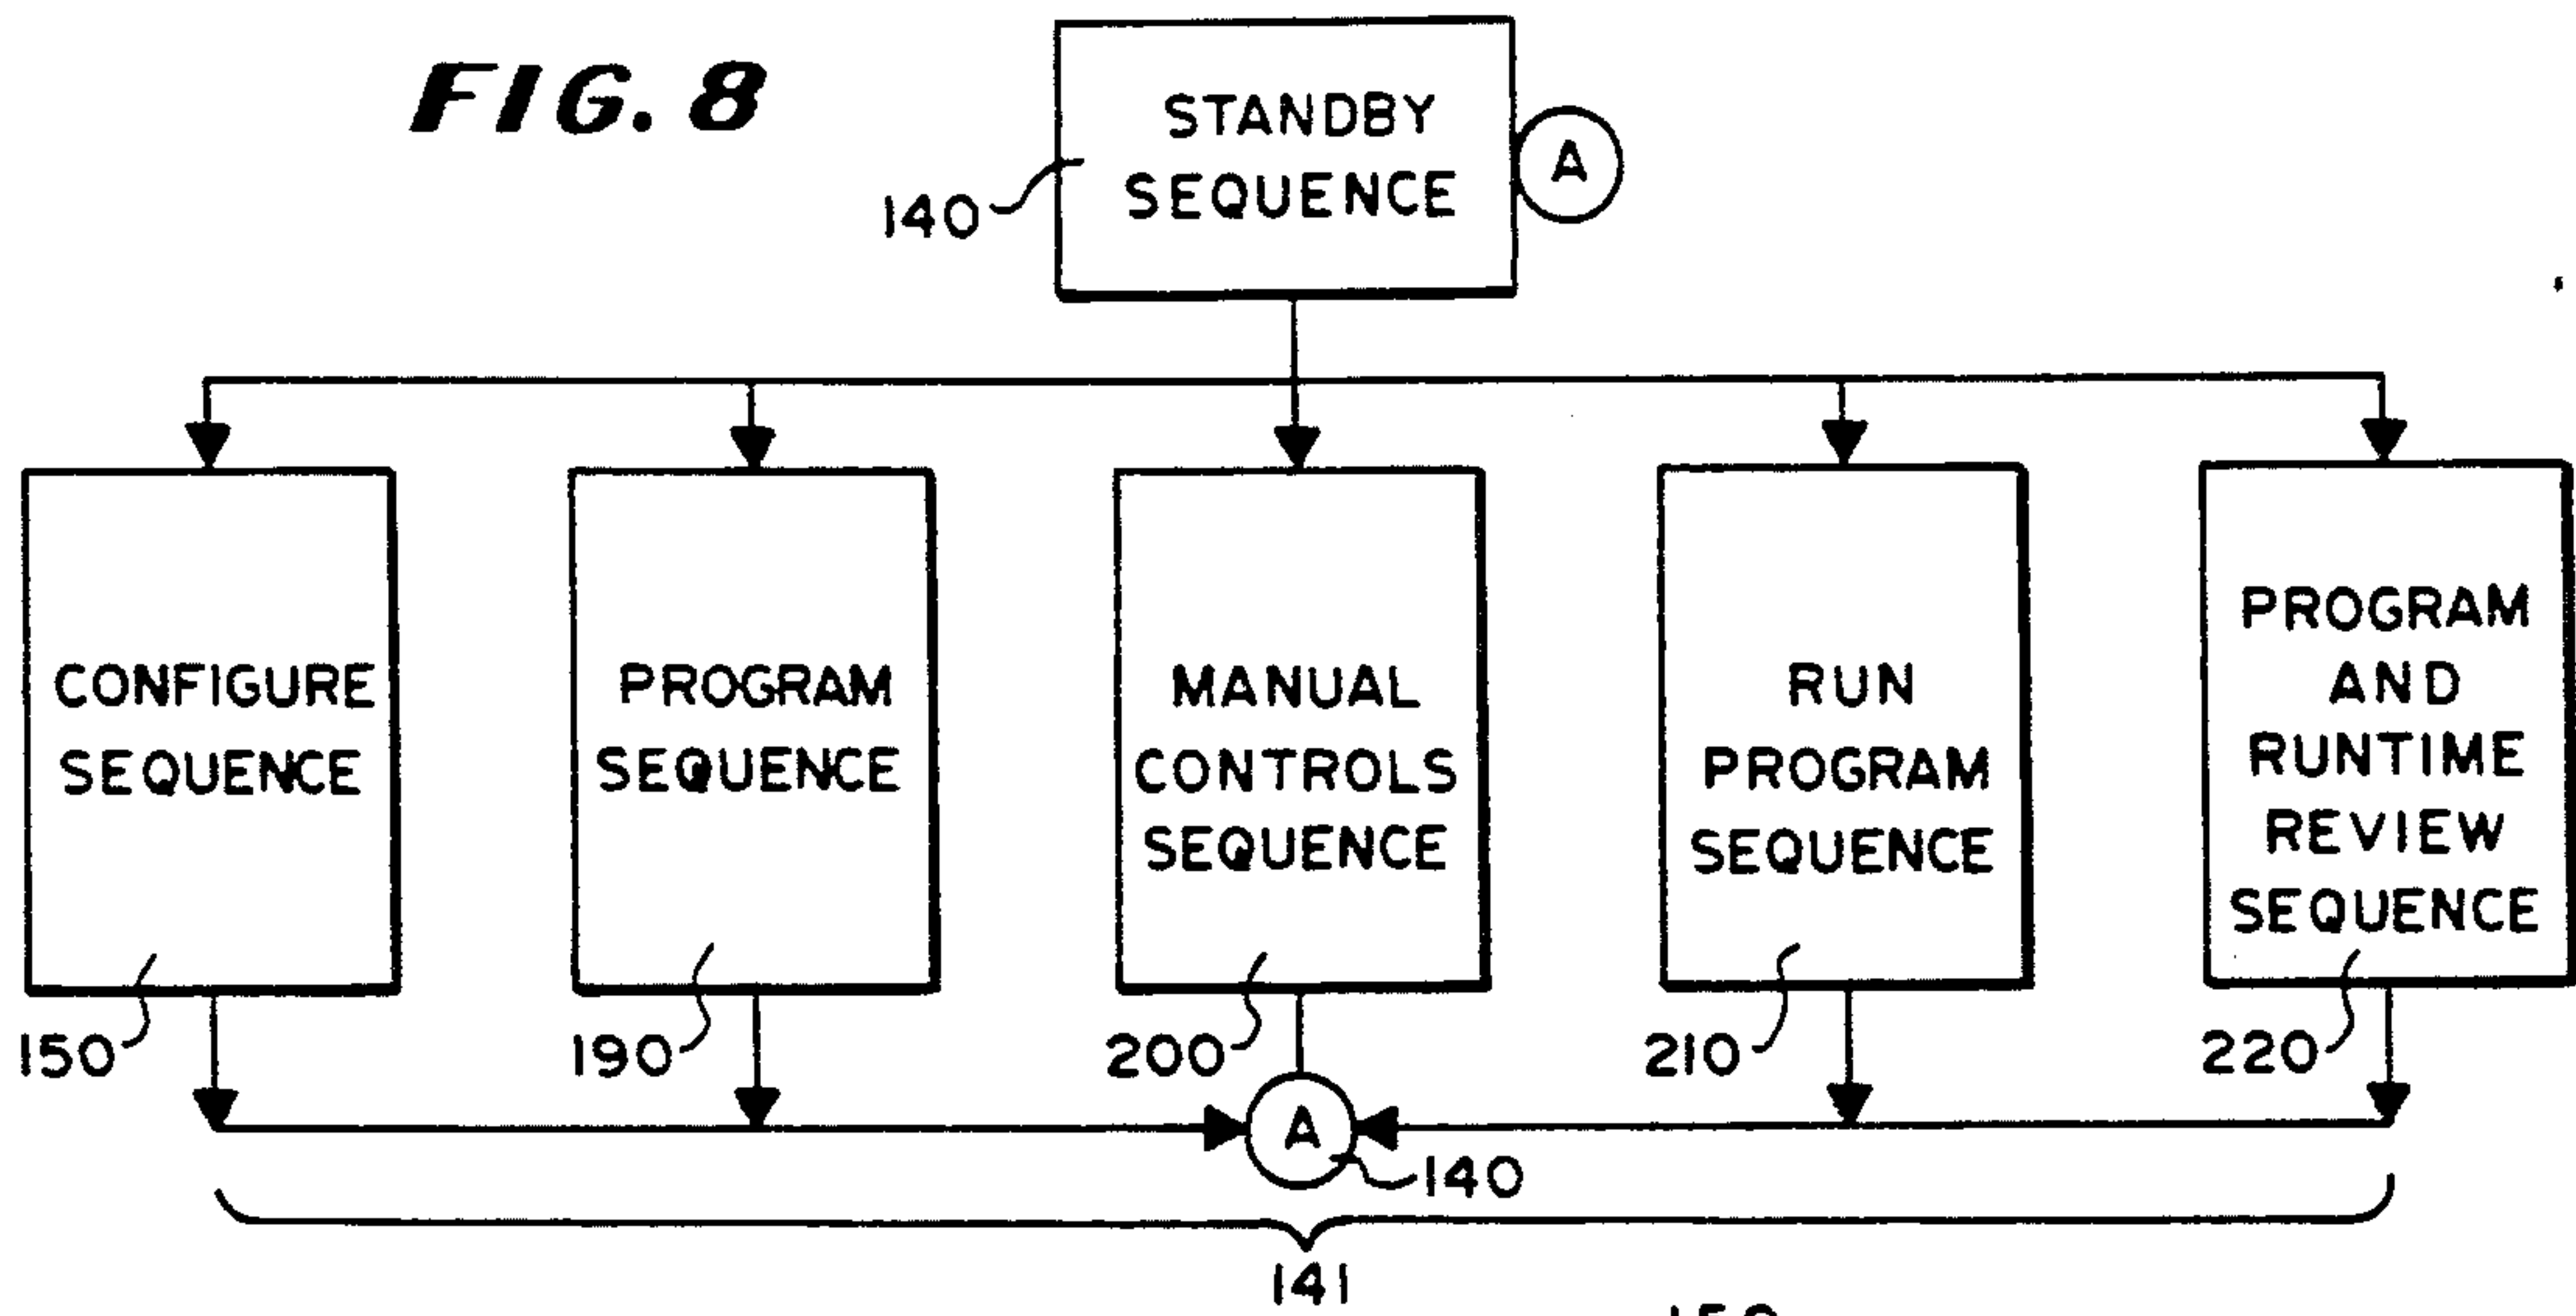 FIG. 8
STANDBY
SEQUENCE
A
140
CONFIGURE
SEQUENCE
150
PROGRAM
SEQUENCE
190
MANUAL
CONTROLS
SEQUENCE
200
RUN
PROGRAM
SEQUENCE
210
PROGRAM
AND
RUNTIME
REVIEW
SEQUENCE
220
A
140
141